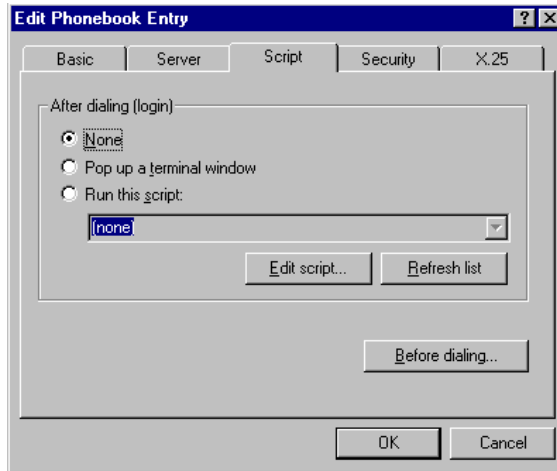 Edit Phonebook Entry
Basic Server Script Security X.25
After dialing (login)
None
Pop up a terminal window
Run this script:
(none)
Edit script... Refresh list
Before dialing...
OK Cancel